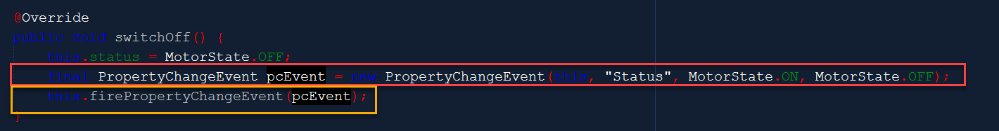 @Override
public void switchOff() {
this.status = MotorState.OFF;
final PropertyChangeEvent pcEvent = new PropertyChangeEvent(this, "Status", MotorState.ON, MotorState.OFF);
this.firePropertyChangeEvent(pcEvent);
}